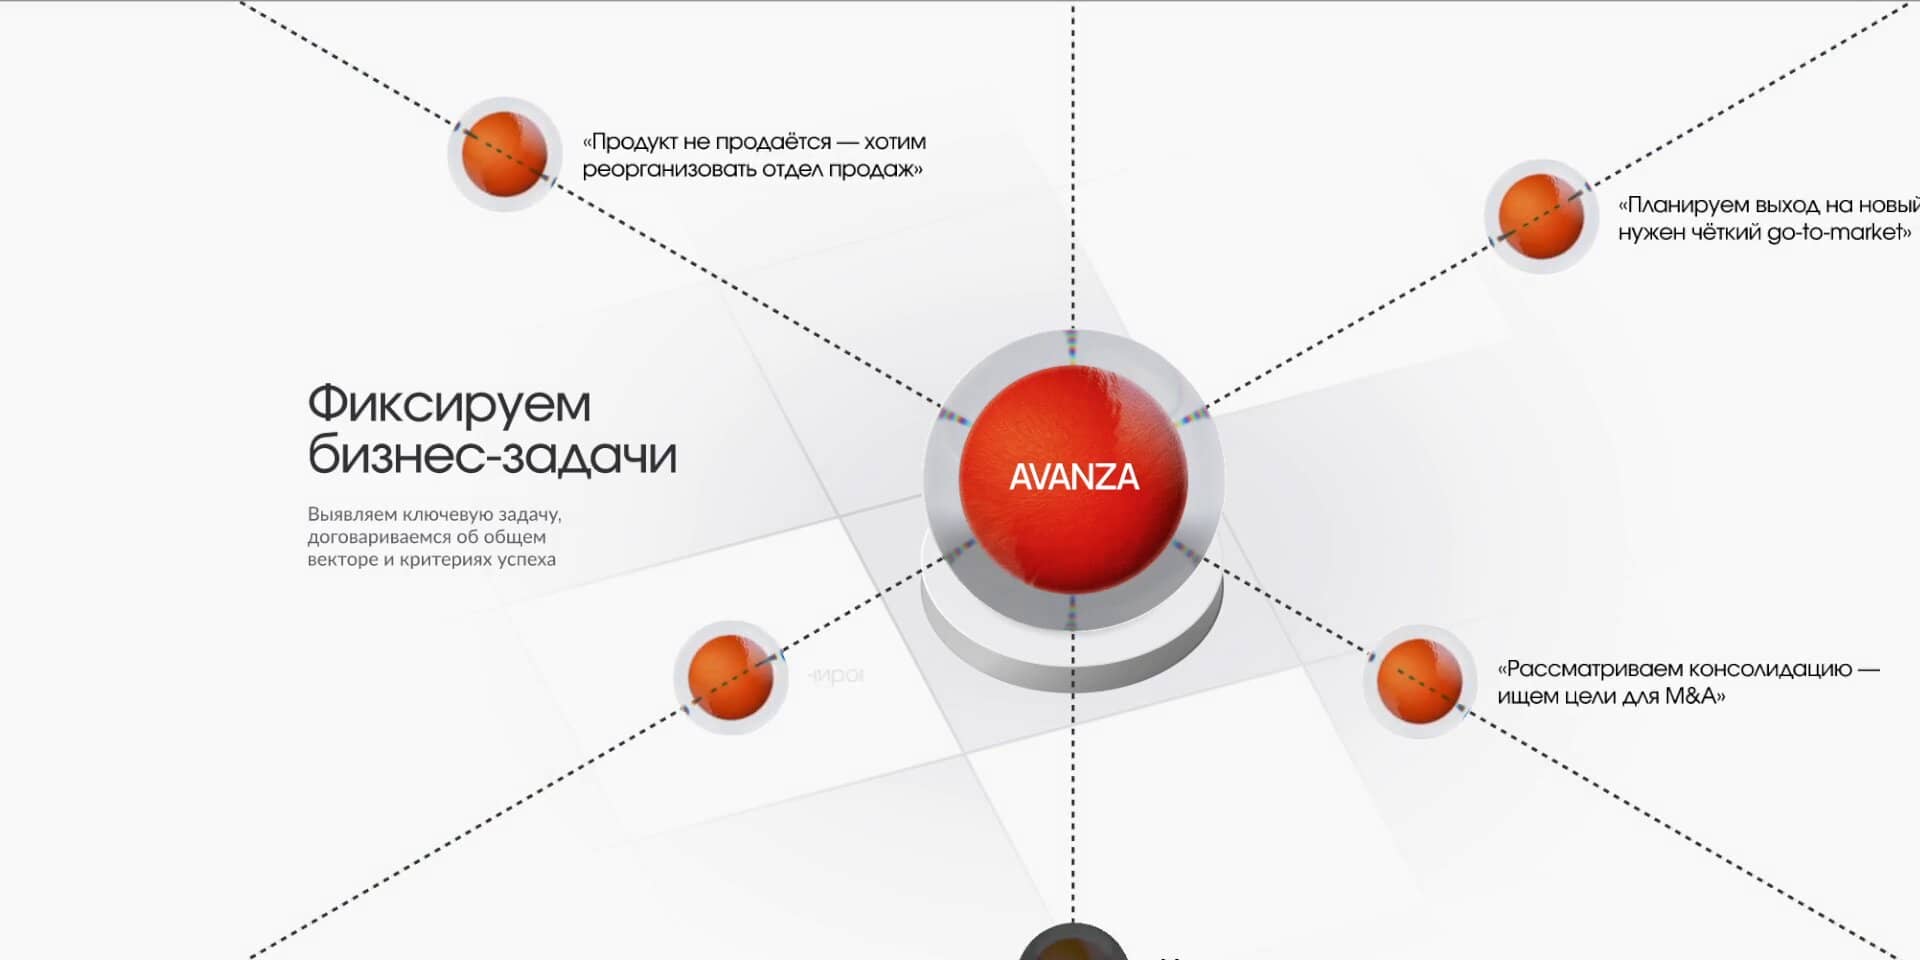 «Продукт не продаётся — хотим
реорганизовать отдел продаж»
«Планируем выход на новый
нужен чёткий go-to-market»
Фиксируем
бизнес-задачи
AVANZA
Выявляем ключевую задачу,
договариваемся об общем
векторе и критериях успеха
«Рассматриваем консолидацию —
ищем цели для M&A»